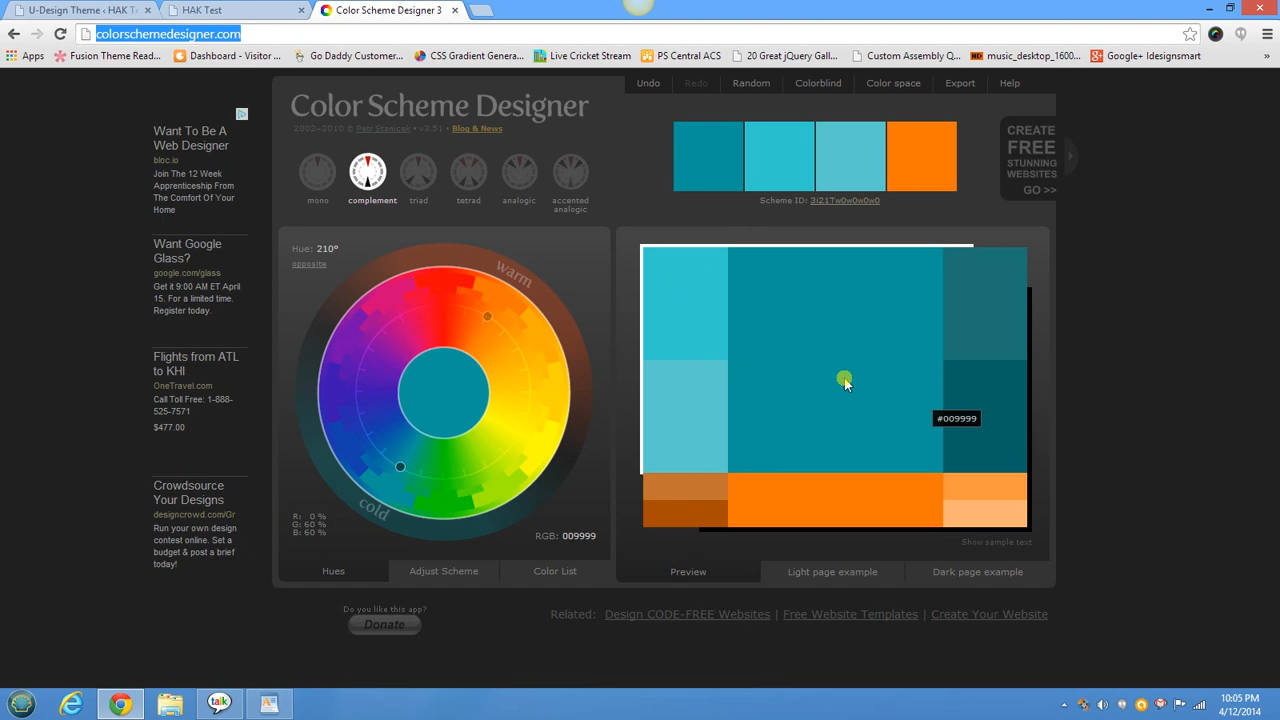 U-Design Theme ‹ HAK T
HAK Test
Color Scheme Designer 3
colorschemedesigner.com
Apps
Fusion Theme Read...
Dashboard - Visitor ...
Go Daddy Customer...
CSS Gradient Genera...
Live Cricket Stream
PS Central ACS
20 Great jQuery Gall...
Custom Assembly Q...
music_desktop_1600...
Google+ Idesignsmart
»
Undo
Redo
Random
Colorblind
Color space
Export
Help
Color Scheme Designer
2002–2010 © Petr Stanicek • v3.51 • Blog & News
mono
complement
triad
tetrad
analogic
accented
analogic
Scheme ID: 3j21Tw0w0w0w0
CREATE
FREE
STUNNING
WEBSITES
GO >>
Want To Be A
Web Designer
bloc.io
Join The 12 Week
Apprenticeship From
The Comfort Of Your
Home
Want Google
Glass?
google.com/glass
Get it 9:00 AM ET April
15. For a limited time.
Register today.
Flights from ATL
to KHI
OneTravel.com
Call Toll Free: 1-888-
525-7571
$477.00
Crowdsource
Your Designs
designcrowd.com/Gr
Run your own design
contest online. Set a
budget & post a brief
today!
Hue: 210°
opposite
warm
cold
R: 0 %
G: 60 %
B: 60 %
RGB: 009999
#009999
Show sample text
Hues
Adjust Scheme
Color List
Preview
Light page example
Dark page example
Do you like this app?
Donate
Related: Design CODE-FREE Websites | Free Website Templates | Create Your Website
talk
10:05 PM
4/12/2014